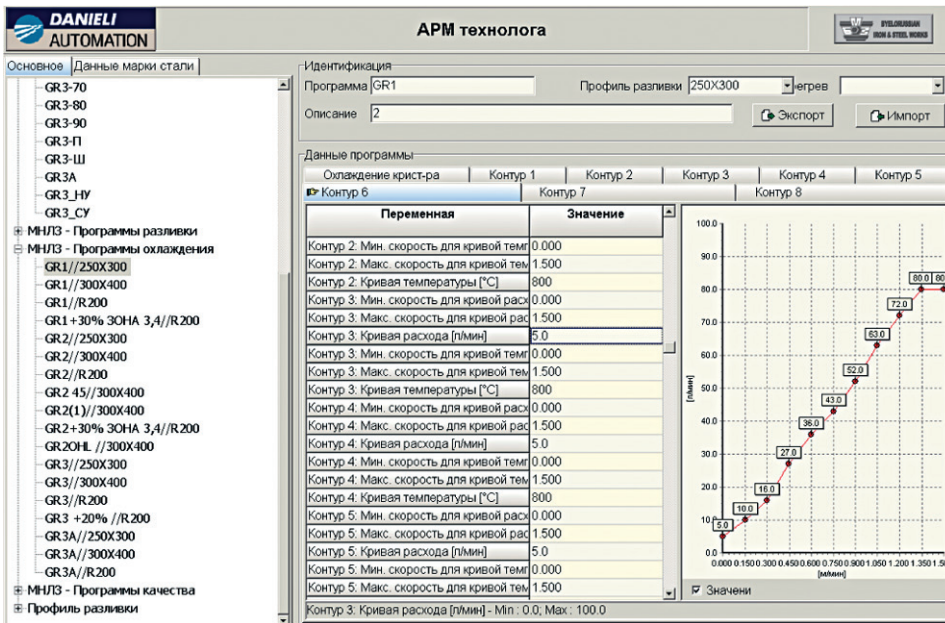 DANIELI
AUTOMATION
АРМ технолога
BYELORUSSIAN
IRON & STEEL WORKS
Основное
Данные марки стали
GR3-70
GR3-80
GR3-90
GR3-П
GR3-Ш
GR3A
GR3_НУ
GR3_СУ
МНЛЗ - Программы разливки
МНЛЗ - Программы охлаждения
GR1//250X300
GR1//300X400
GR1//R200
GR1+30% ЗОНА 3,4//R200
GR2//250X300
GR2//300X400
GR2//R200
GR2 45//300X400
GR2(1)//300X400
GR2+30% ЗОНА 3,4//R200
GR2OHL //300X400
GR3//250X300
GR3//300X400
GR3//R200
GR3 +20% //R200
GR3A//250X300
GR3A//300X400
GR3A//R200
МНЛЗ - Программы качества
Профиль разливки
Идентификация
Программа GR1
Профиль разливки 250X300
егрев
Описание 2
Экспорт
Импорт
Данные программы
Охлаждение крист-ра
Контур 1
Контур 2
Контур 3
Контур 4
Контур 5
Контур 6
Контур 7
Контур 8
Переменная Значение
Контур 2: Мин. скорость для кривой темп 0.000
Контур 2: Макс. скорость для кривой тем 1.500
Контур 2: Кривая температуры [°C] 800
Контур 3: Мин. скорость для кривой расх 0.000
Контур 3: Макс. скорость для кривой рас 1.500
Контур 3: Кривая расхода [л/мин] 5.0
Контур 3: Мин. скорость для кривой темп 0.000
Контур 3: Макс. скорость для кривой тем 1.500
Контур 3: Кривая температуры [°C] 800
Контур 4: Мин. скорость для кривой расх 0.000
Контур 4: Макс. скорость для кривой рас 1.500
Контур 4: Кривая расхода [л/мин] 5.0
Контур 4: Мин. скорость для кривой темп 0.000
Контур 4: Макс. скорость для кривой тем 1.500
Контур 4: Кривая температуры [°C] 800
Контур 5: Мин. скорость для кривой расх 0.000
Контур 5: Макс. скорость для кривой рас 1.500
Контур 5: Кривая расхода [л/мин] 5.0
Контур 5: Мин. скорость для кривой темп 0.000
Контур 5: Макс. скорость для кривой тем 1.500
Контур 3: Кривая расхода [л/мин] - Min : 0.0; Max : 100.0
100.0
90.0
80.0
70.0
60.0
50.0
40.0
30.0
20.0
10.0
0.0
[л/мин]
5.0
10.0
16.0
27.0
36.0
43.0
52.0
63.0
72.0
80.0
80
0.000 0.150 0.300 0.450 0.600 0.750 0.900 1.050 1.200 1.350 1.5
[м/мин]
Значени